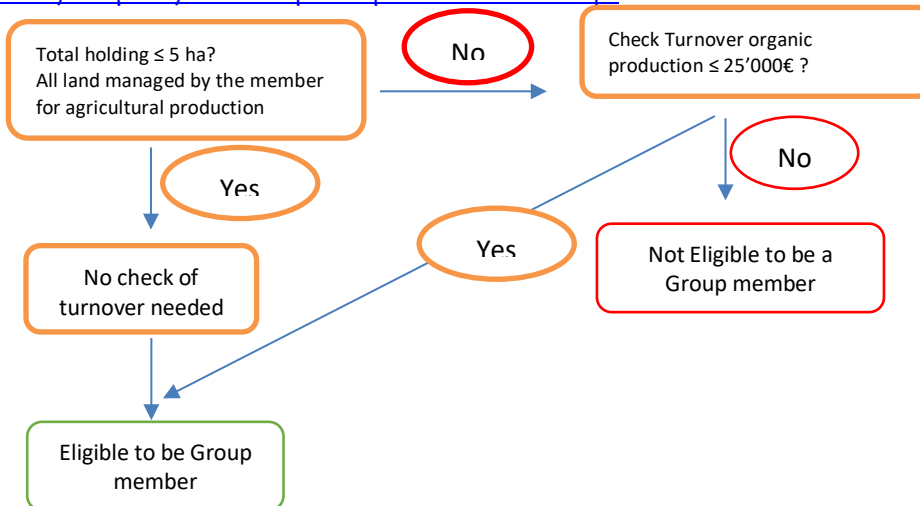 Total holding ≤ 5 ha?
All land managed by the member
for agricultural production
No
Check Turnover organic
production ≤ 25’000€ ?
Yes
No
Yes
No check of
turnover needed
Not Eligible to be a
Group member
Eligible to be Group
member